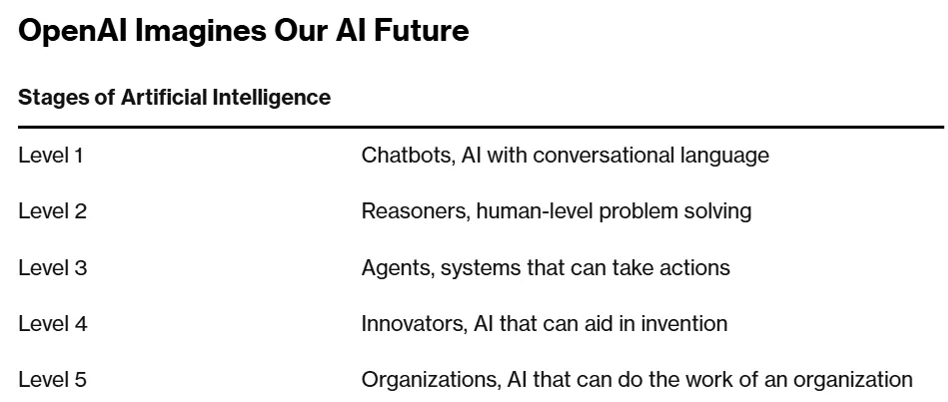 OpenAI Imagines Our AI Future
Stages of Artificial Intelligence
Level 1 Chatbots, AI with conversational language
Level 2 Reasoners, human-level problem solving
Level 3 Agents, systems that can take actions
Level 4 Innovators, AI that can aid in invention
Level 5 Organizations, AI that can do the work of an organization